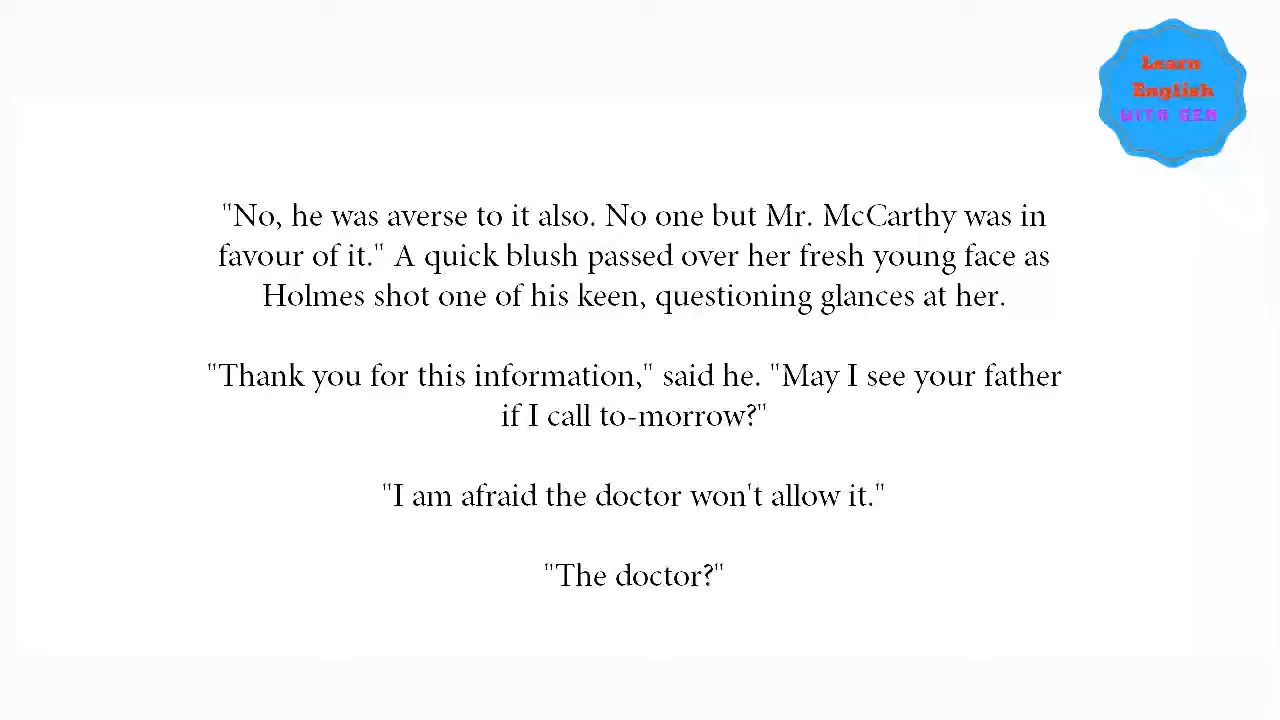 Learn
English
WITH GEN
"No, he was averse to it also. No one but Mr. McCarthy was in
favour of it." A quick blush passed over her fresh young face as
Holmes shot one of his keen, questioning glances at her.
"Thank you for this information," said he. "May I see your father
if I call to-morrow?"
"I am afraid the doctor won't allow it."
"The doctor?"